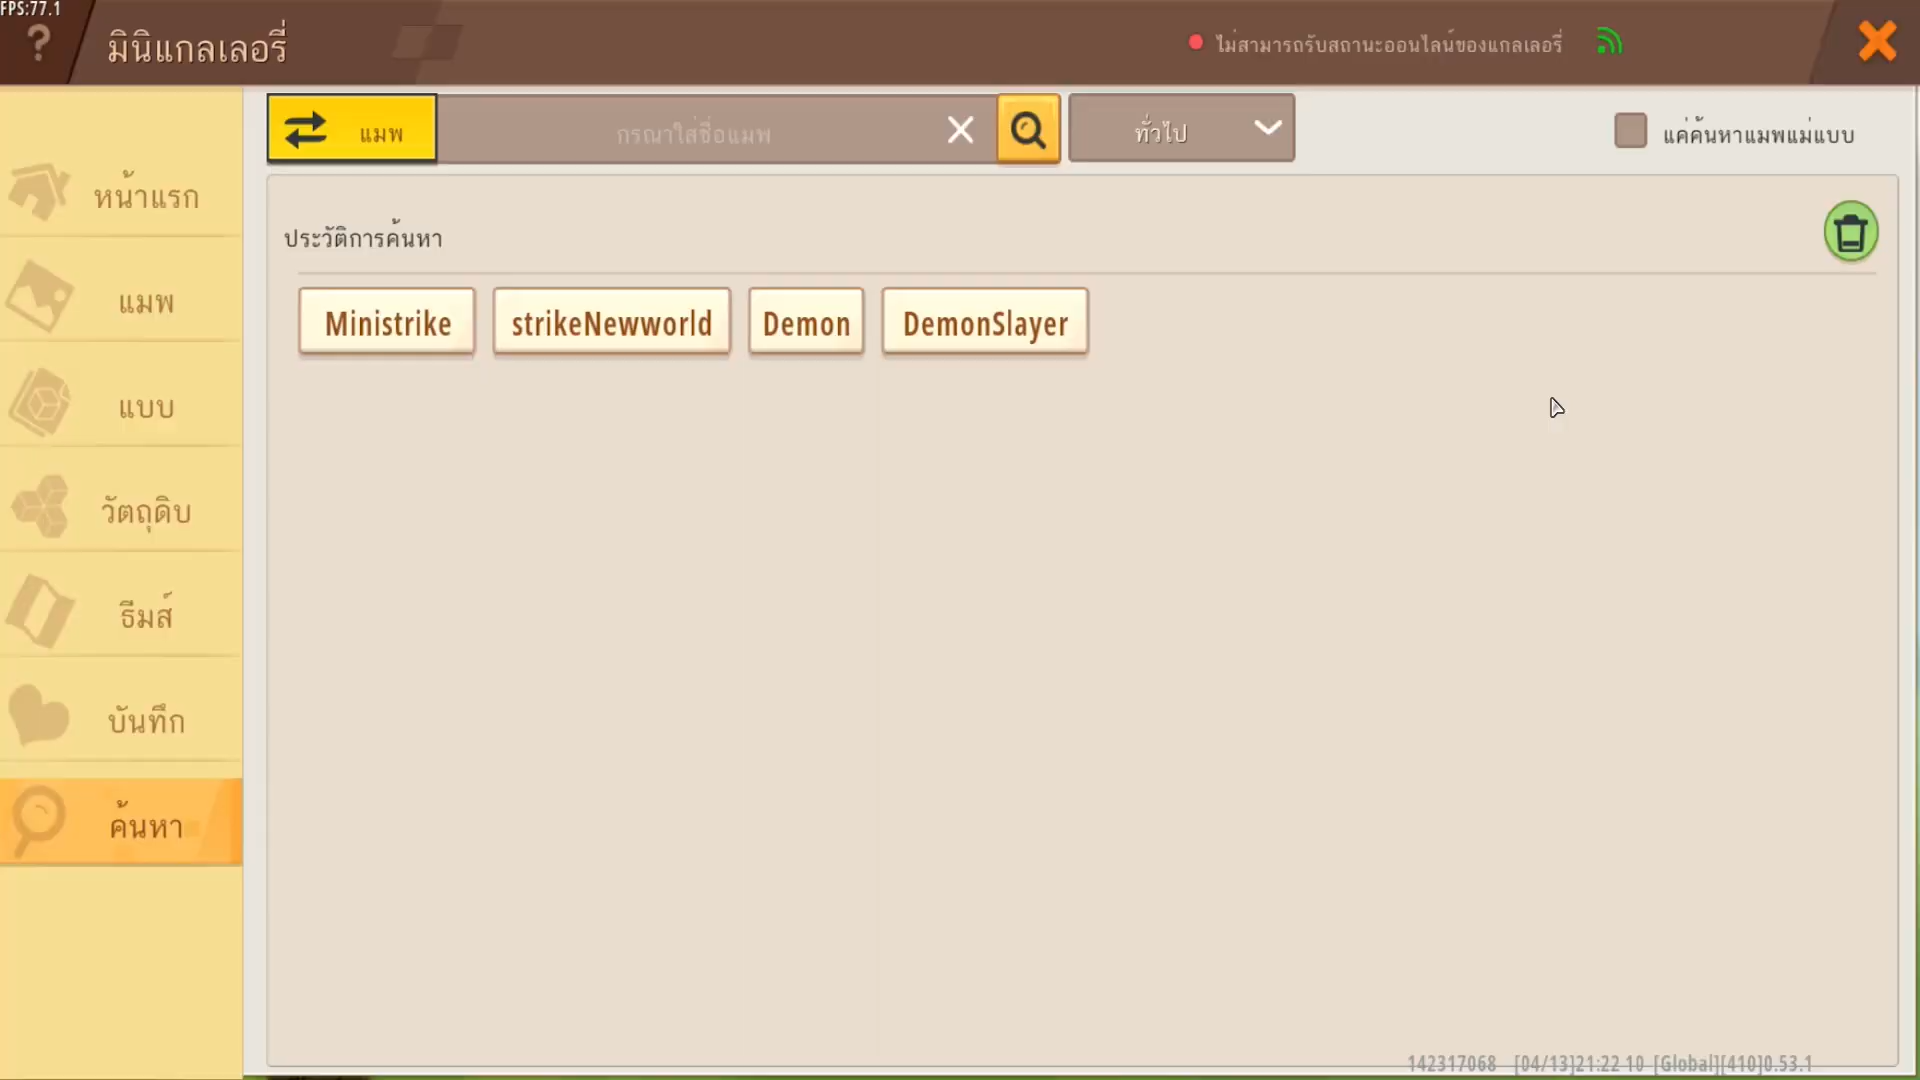 FPS:77.1
?
มินิแกลเลอรี่
ไม่สามารถรับสถานะออนไลน์ของแกลเลอรี่
แมพ
กรณาใส่ชื่อแมพ
ทั่วไป
แค่ค้นหาแมพแม่แบบ
หน้าแรก
แมพ
แบบ
วัตถุดิบ
ธีมส์
บันทึก
ค้นหา
ประวัติการค้นหา
Ministrike
strikeNewworld
Demon
DemonSlayer
142317068 [04/13]21:22 10 [Global][410]0.53.1